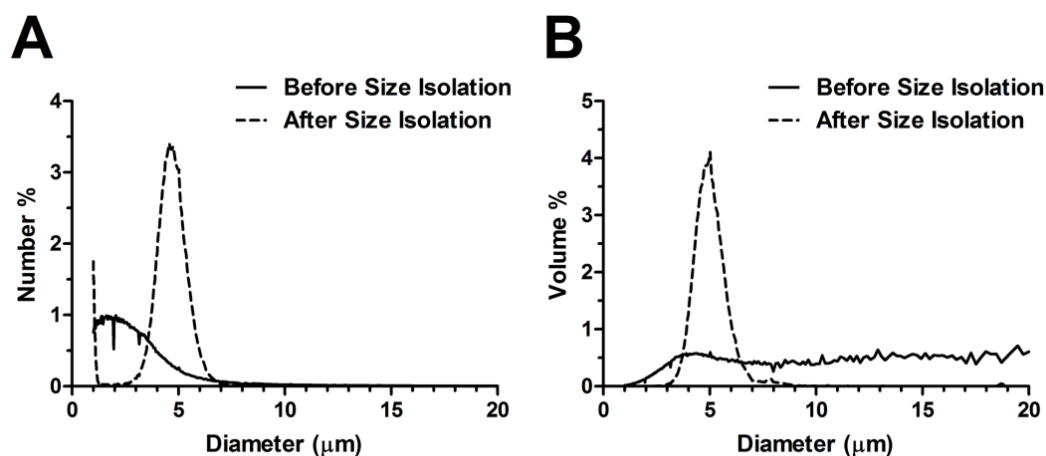 A
Before Size Isolation
After Size Isolation
Number %
4
3
2
1
0
0
5
10
15
20
Diameter (μm)
B
Before Size Isolation
After Size Isolation
Volume %
5
4
3
2
1
0
0
5
10
15
20
Diameter (μm)